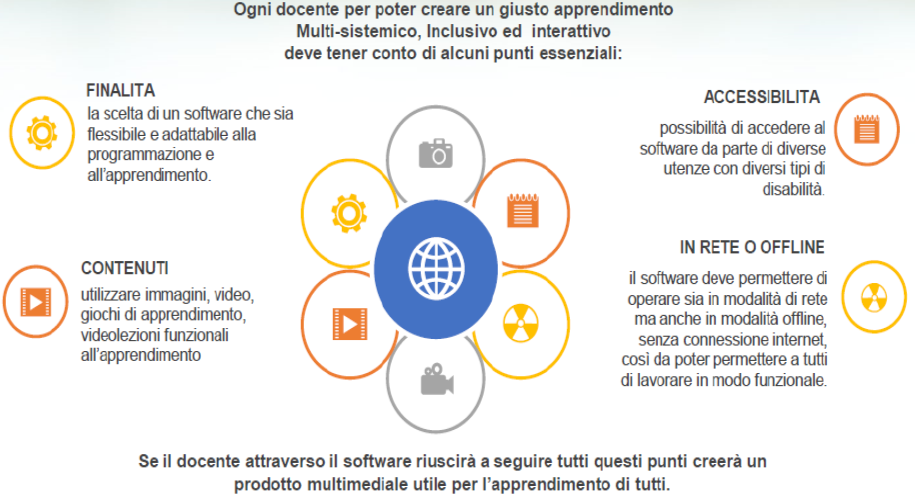 Ogni docente per poter creare un giusto apprendimento
Multi-sistemico, Inclusivo ed interattivo
deve tener conto di alcuni punti essenziali:
FINALITA
la scelta di un software che sia
flessibile e adattabile alla
programmazione e
all'apprendimento.
CONTENUTI
utilizzare immagini, video,
giochi di apprendimento,
videolezioni funzionali
all'apprendimento
ACCESSIBILITA
possibilità di accedere al
software da parte di diverse
utenze con diversi tipi di
disabilità.
IN RETE O OFFLINE
il software deve permettere di
operare sia in modalità di rete
ma anche in modalità offline,
senza connessione internet,
così da poter permettere a tutti
di lavorare in modo funzionale.
Se il docente attraverso il software riuscirà a seguire tutti questi punti creerà un
prodotto multimediale utile per l'apprendimento di tutti.